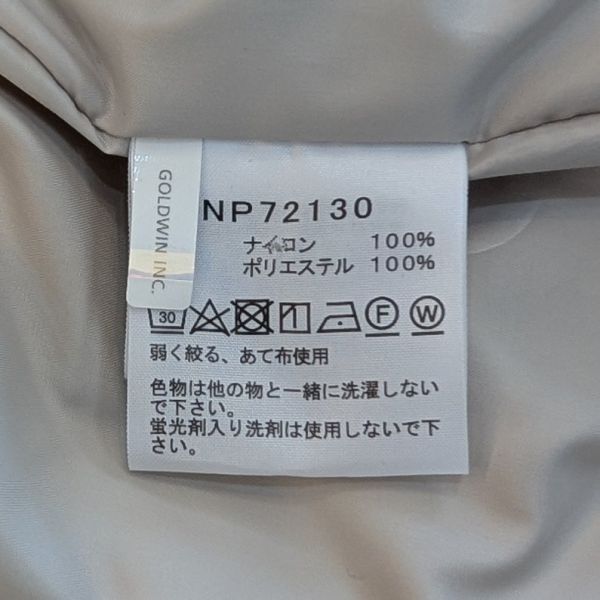 GOLDWIN INC.
NP72130
ナイロン 100%
ポリエステル 100%
30 F W
弱く絞る、あて布使用
色物は他の物と一緒に洗濯しない
で下さい。
蛍光剤入り洗剤は使用しないで下
さい。